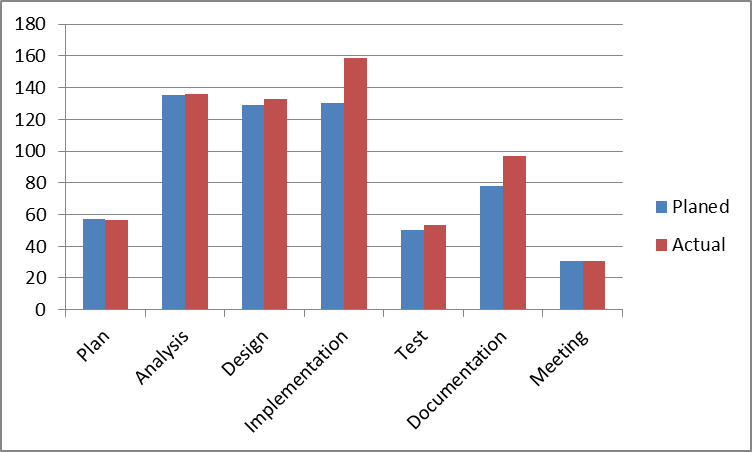 180
160
140
120
100
80
60
40
20
0
Plan
Analysis
Design
Implementation
Test
Documentation
Meeting
Planed
Actual